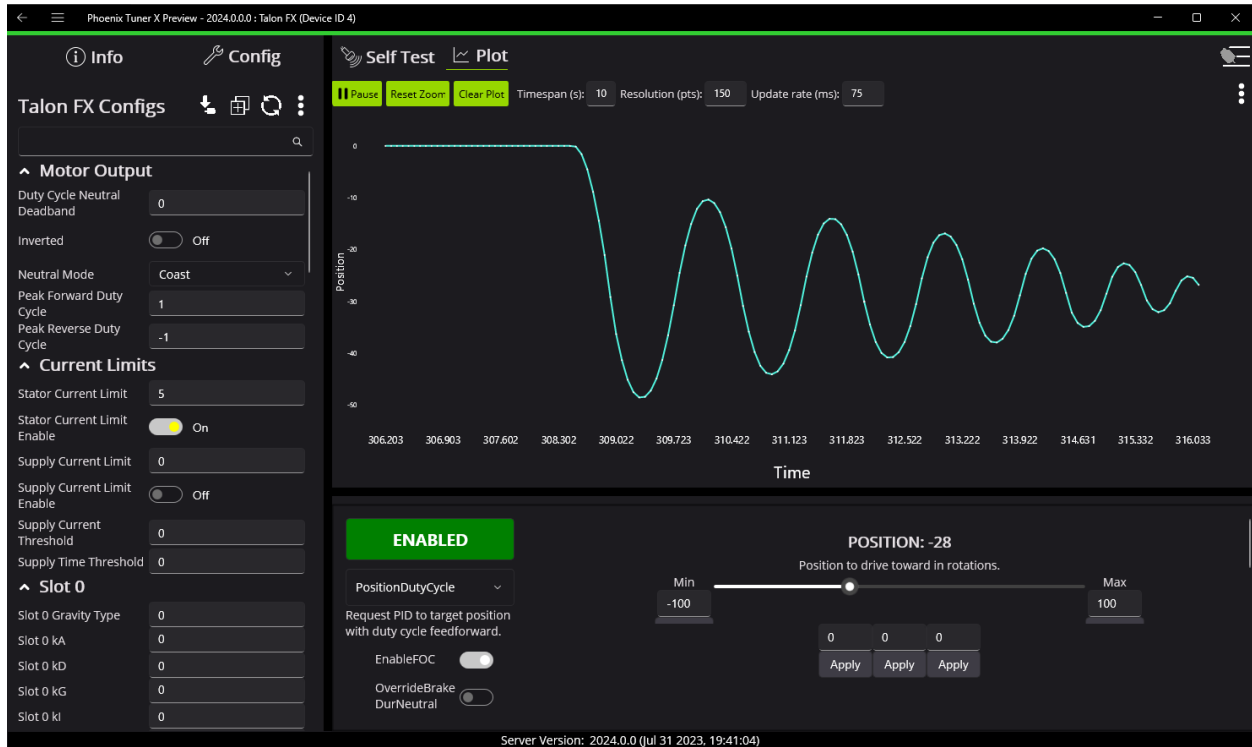 Phoenix Tuner X Preview - 2024.0.0.0 : Talon FX (Device ID 4)
Info
Config
Talon FX Configs
Motor Output
Duty Cycle Neutral
Deadband
0
Inverted
Off
Neutral Mode
Coast
Peak Forward Duty
Cycle
1
Peak Reverse Duty
Cycle
-1
Current Limits
Stator Current Limit
5
Stator Current Limit
Enable
On
Supply Current Limit
0
Supply Current Limit
Enable
Off
Supply Current
Threshold
0
Supply Time Threshold
0
Slot 0
Slot 0 Gravity Type
0
Slot 0 kA
0
Slot 0 kD
0
Slot 0 kG
0
Slot 0 kI
0
Self Test
Plot
Pause
Reset Zoom
Clear Plot
Timespan (s): 10
Resolution (pts): 150
Update rate (ms): 75
Position
0
-10
-20
-30
-40
-50
306.203 306.903 307.602 308.302 309.022 309.723 310.422 311.123 311.823 312.522 313.222 313.922 314.631 315.332 316.033
Time
ENABLED
PositionDutyCycle
Request PID to target position
with duty cycle feedforward.
EnableFOC
OverrideBrake
DurNeutral
POSITION: -28
Position to drive toward in rotations.
Min
-100
Max
100
0 0 0
Apply Apply Apply
Server Version: 2024.0.0 (Jul 31 2023, 19:41:04)